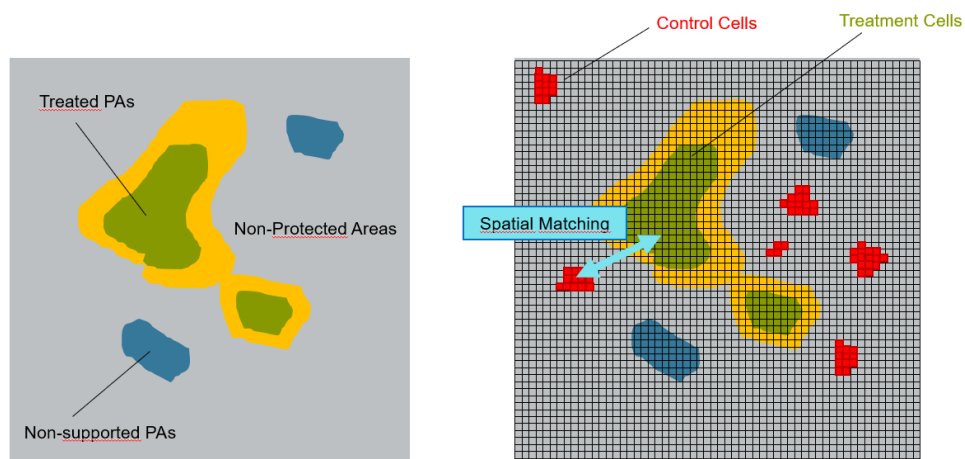 Control Cells
Treatment Cells
Treated PAs
Non-Protected Areas
Spatial Matching
Non-supported PAs